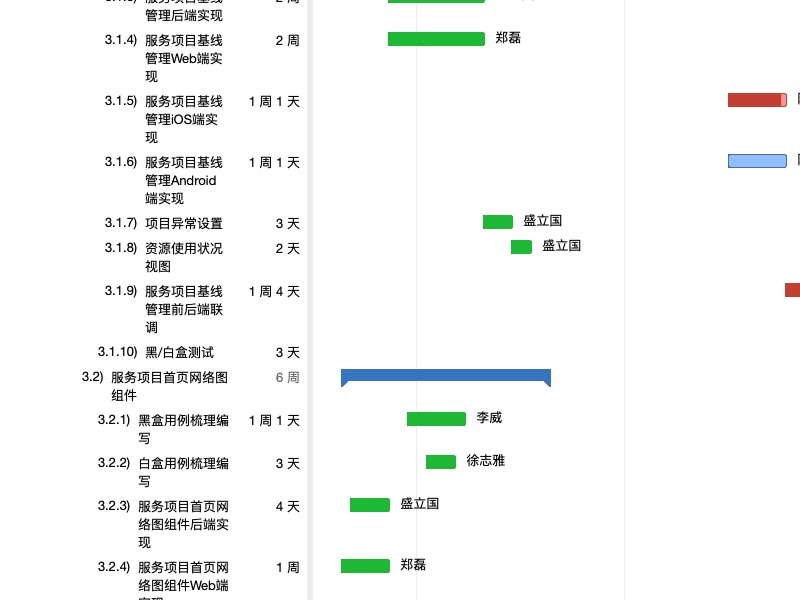 管理后端实现
3.1.4) 服务项目基线 2 周 郑磊
管理Web端实
现
3.1.5) 服务项目基线 1 周 1 天
管理iOS端实
现
3.1.6) 服务项目基线 1 周 1 天
管理Android
端实现
3.1.7) 项目异常设置 3 天 盛立国
3.1.8) 资源使用状况 2 天 盛立国
视图
3.1.9) 服务项目基线 1 周 4 天
管理前后端联
调
3.1.10) 黑/白盒测试 3 天
3.2) 服务项目首页网络图 6 周
组件
3.2.1) 黑盒用例梳理编 1 周 1 天 李威
写
3.2.2) 白盒用例梳理编 3 天 徐志雅
写
3.2.3) 服务项目首页网 4 天 盛立国
络图组件后端实
现
3.2.4) 服务项目首页网 1 周 郑磊
络图组件Web端